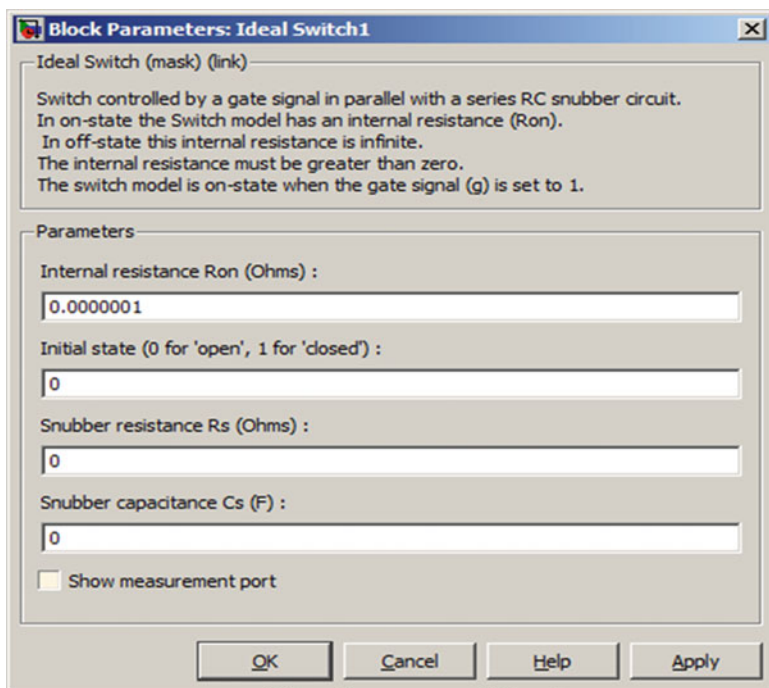 Block Parameters: Ideal Switch1
Ideal Switch (mask) (link)
Switch controlled by a gate signal in parallel with a series RC snubber circuit.
In on-state the Switch model has an internal resistance (Ron).
In off-state this internal resistance is infinite.
The internal resistance must be greater than zero.
The switch model is on-state when the gate signal (g) is set to 1.
Parameters
Internal resistance Ron (Ohms) :
0.0000001
Initial state (0 for 'open', 1 for 'closed') :
0
Snubber resistance Rs (Ohms) :
0
Snubber capacitance Cs (F) :
0
Show measurement port
OK Cancel Help Apply